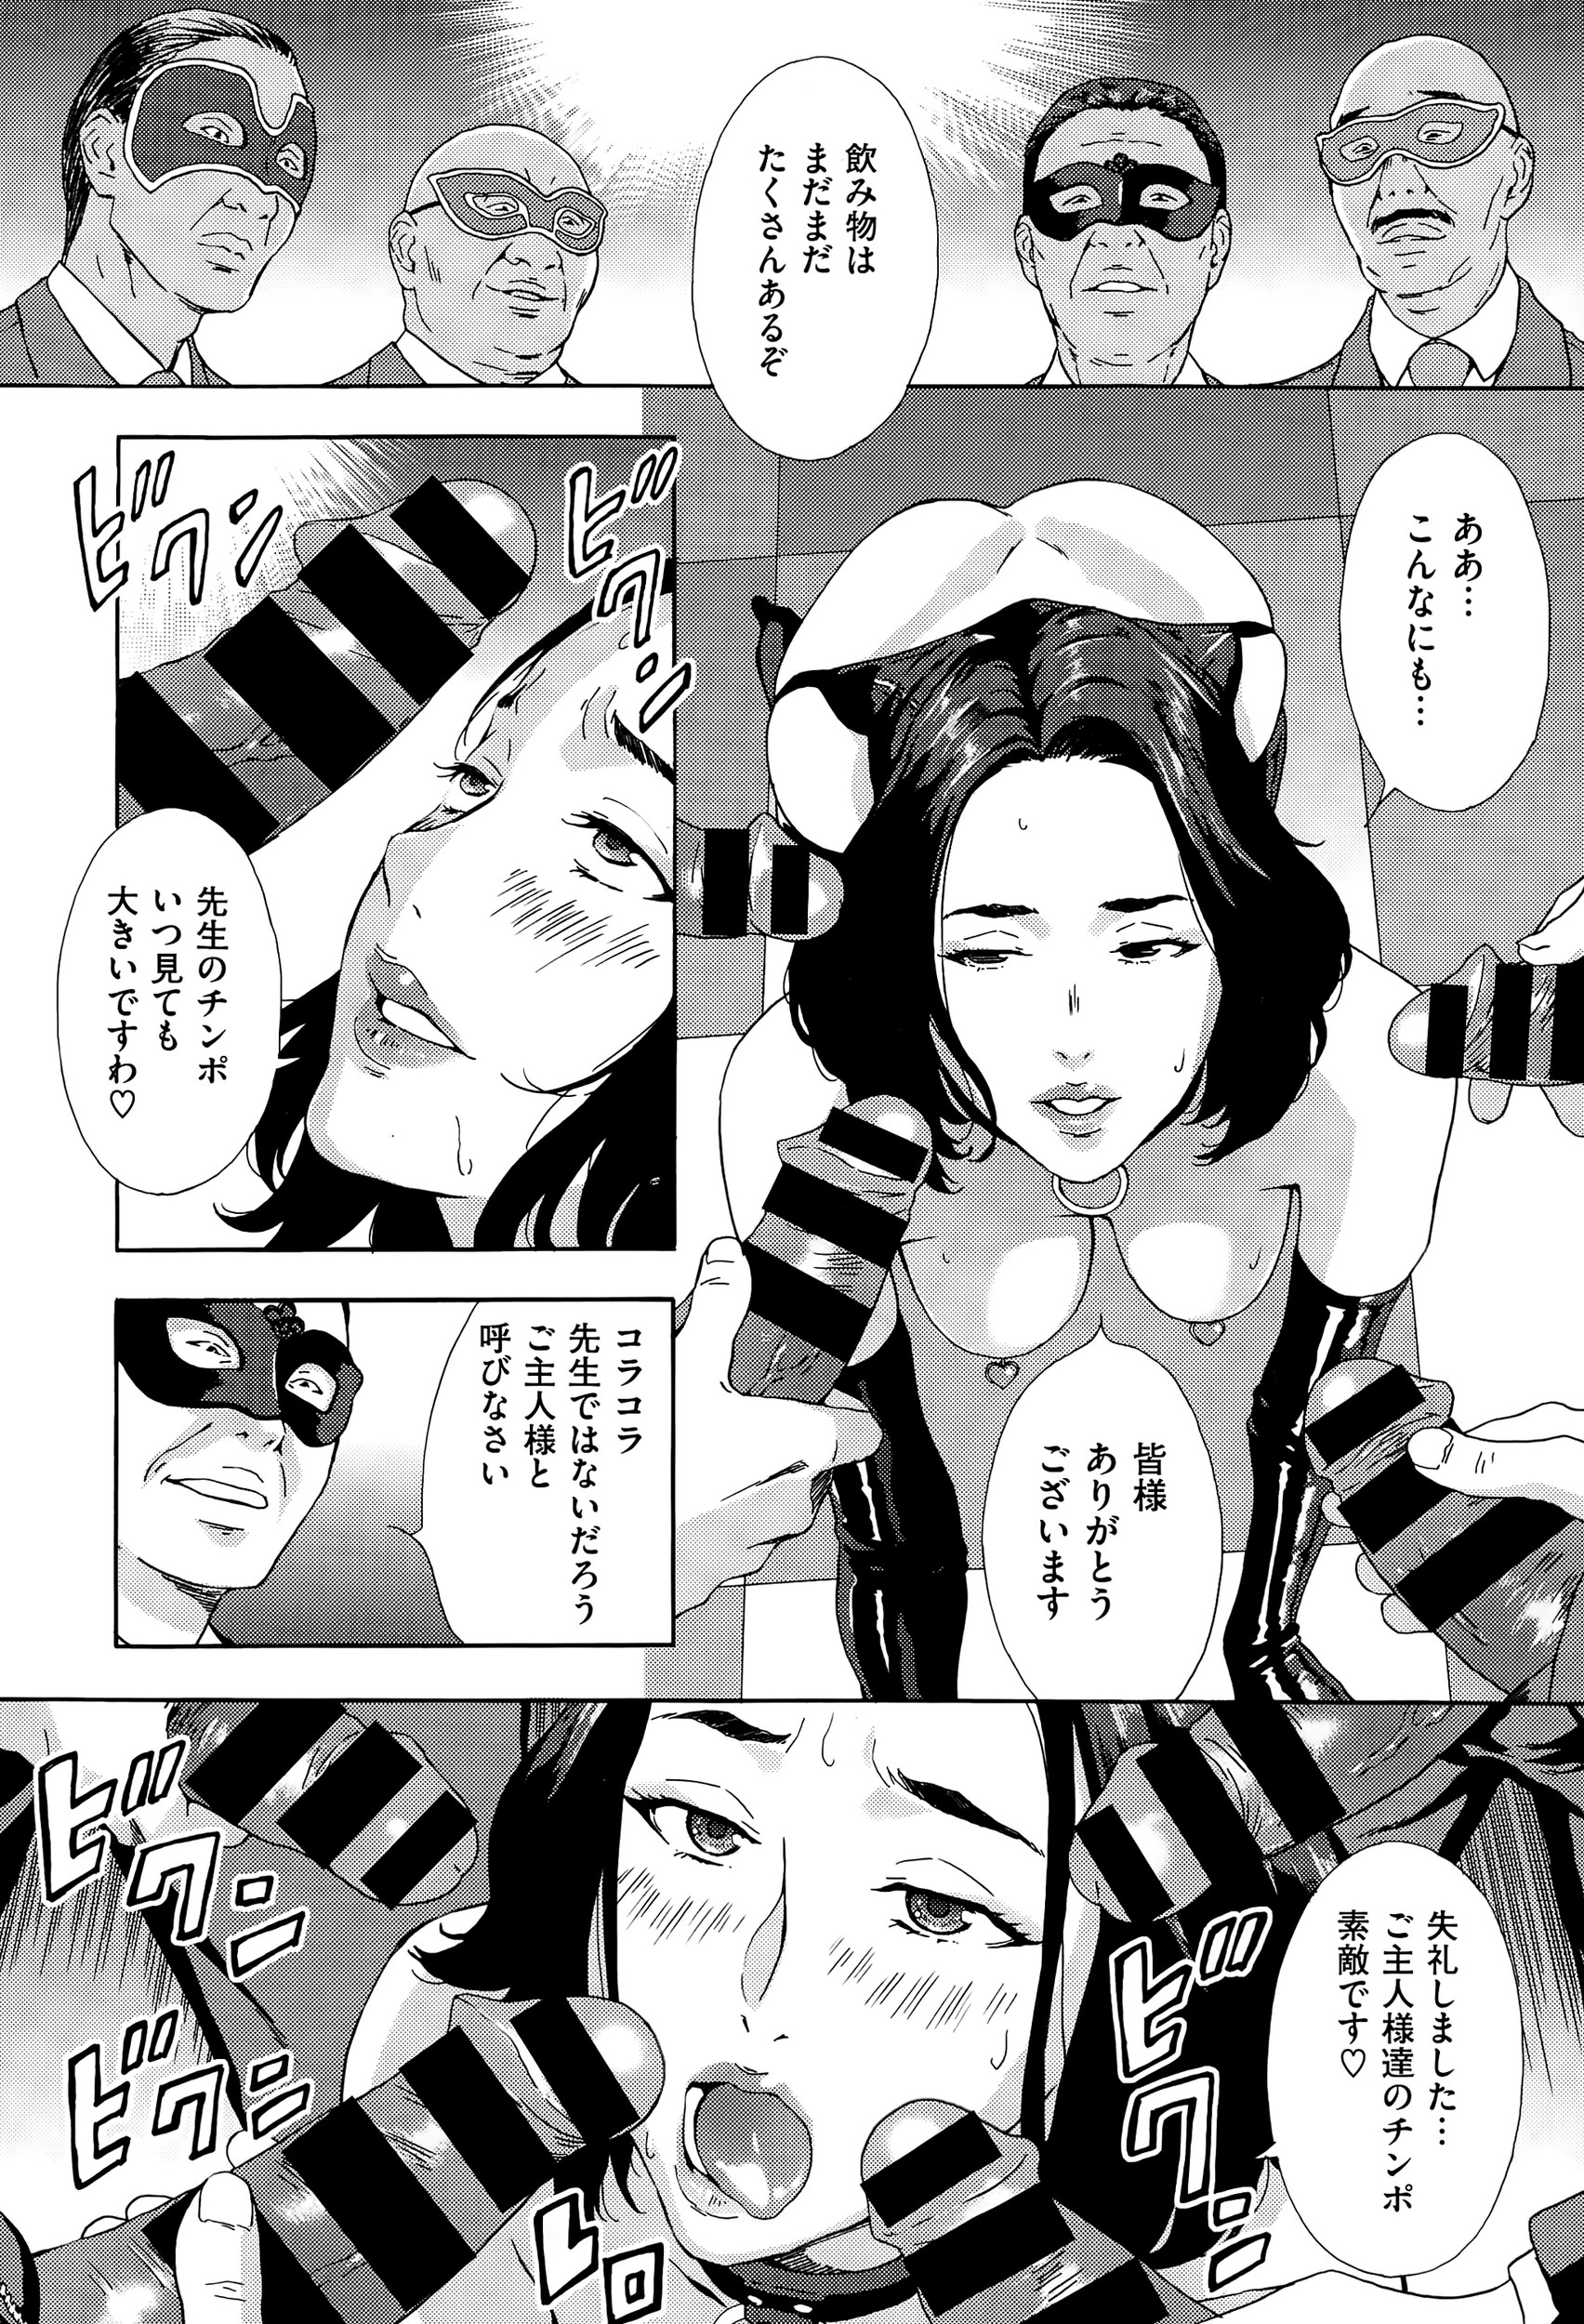 飲み物は
まだまだ
たくさんあるぞ
ああ…
こんなにも…
皆様
ありがとう
ございます
ビクン
ビクン
先生のチンポ
いつ見ても
大きいですわ♡
コラコラ
先生ではないだろう
ご主人様と
呼びなさい
失礼しました…
ご主人様達のチンポ
素敵です♡
ビクン
ビクン
ビクン
レロ